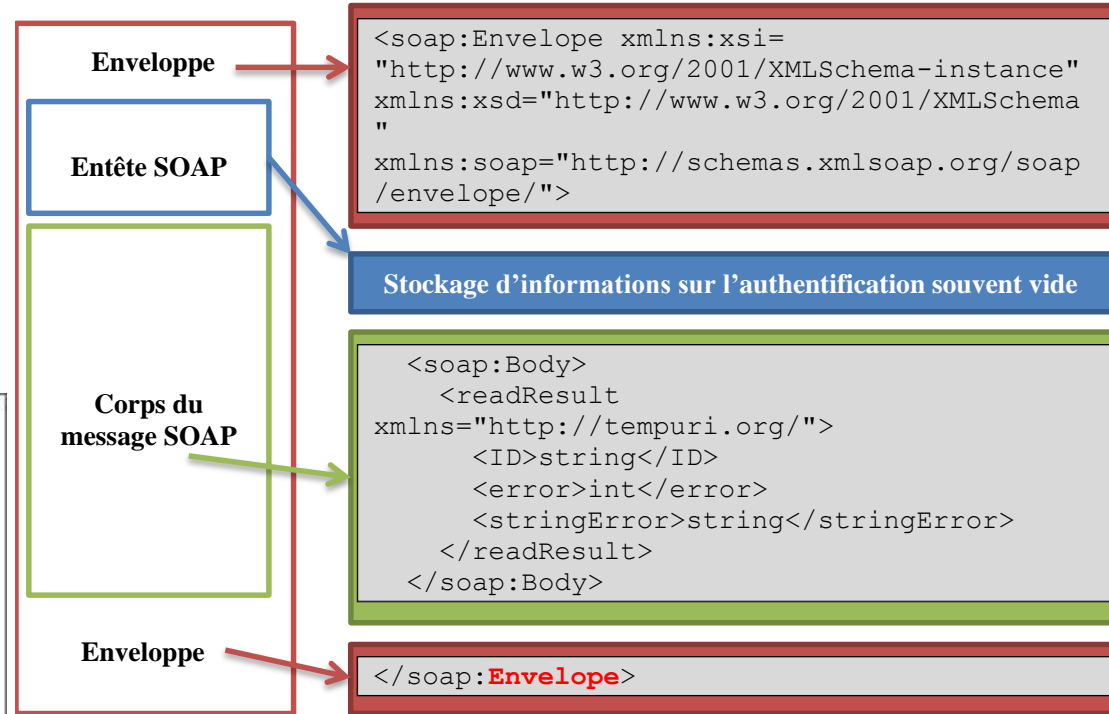 Enveloppe
<soap:Envelope xmlns:xsi=
"http://www.w3.org/2001/XMLSchema-instance"
xmlns:xsd="http://www.w3.org/2001/XMLSchema
"
xmlns:soap="http://schemas.xmlsoap.org/soap
/envelope/">
Entête SOAP
Stockage d’informations sur l’authentification souvent vide
Corps du
message SOAP
<soap:Body>
<readResult
xmlns="http://tempuri.org/">
<ID>string</ID>
<error>int</error>
<stringError>string</stringError>
</readResult>
</soap:Body>
Enveloppe
</soap:Envelope>